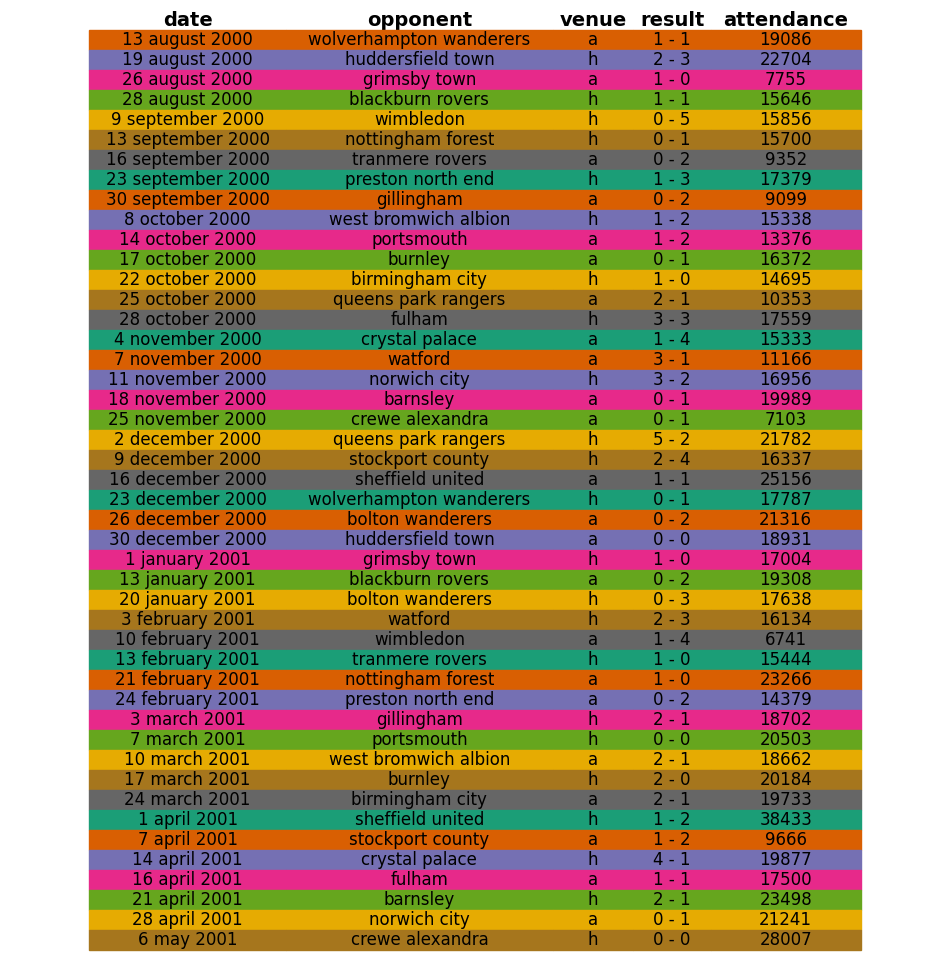 date opponent venue result attendance
13 august 2000 wolverhampton wanderers a 1 - 1 19086
19 august 2000 huddersfield town h 2 - 3 22704
26 august 2000 grimsby town a 1 - 0 7755
28 august 2000 blackburn rovers h 1 - 1 15646
9 september 2000 wimbledon h 0 - 5 15856
13 september 2000 nottingham forest h 0 - 1 15700
16 september 2000 tranmere rovers a 0 - 2 9352
23 september 2000 preston north end h 1 - 3 17379
30 september 2000 gillingham a 0 - 2 9099
8 october 2000 west bromwich albion h 1 - 2 15338
14 october 2000 portsmouth a 1 - 2 13376
17 october 2000 burnley a 0 - 1 16372
22 october 2000 birmingham city h 1 - 0 14695
25 october 2000 queens park rangers a 2 - 1 10353
28 october 2000 fulham h 3 - 3 17559
4 november 2000 crystal palace a 1 - 4 15333
7 november 2000 watford a 3 - 1 11166
11 november 2000 norwich city h 3 - 2 16956
18 november 2000 barnsley a 0 - 1 19989
25 november 2000 crewe alexandra a 0 - 1 7103
2 december 2000 queens park rangers h 5 - 2 21782
9 december 2000 stockport county h 2 - 4 16337
16 december 2000 sheffield united a 1 - 1 25156
23 december 2000 wolverhampton wanderers h 0 - 1 17787
26 december 2000 bolton wanderers a 0 - 2 21316
30 december 2000 huddersfield town a 0 - 0 18931
1 january 2001 grimsby town h 1 - 0 17004
13 january 2001 blackburn rovers a 0 - 2 19308
20 january 2001 bolton wanderers h 0 - 3 17638
3 february 2001 watford h 2 - 3 16134
10 february 2001 wimbledon a 1 - 4 6741
13 february 2001 tranmere rovers h 1 - 0 15444
21 february 2001 nottingham forest a 1 - 0 23266
24 february 2001 preston north end a 0 - 2 14379
3 march 2001 gillingham h 2 - 1 18702
7 march 2001 portsmouth h 0 - 0 20503
10 march 2001 west bromwich albion a 2 - 1 18662
17 march 2001 burnley h 2 - 0 20184
24 march 2001 birmingham city a 2 - 1 19733
1 april 2001 sheffield united h 1 - 2 38433
7 april 2001 stockport county a 1 - 2 9666
14 april 2001 crystal palace h 4 - 1 19877
16 april 2001 fulham a 1 - 1 17500
21 april 2001 barnsley h 2 - 1 23498
28 april 2001 norwich city a 0 - 1 21241
6 may 2001 crewe alexandra h 0 - 0 28007